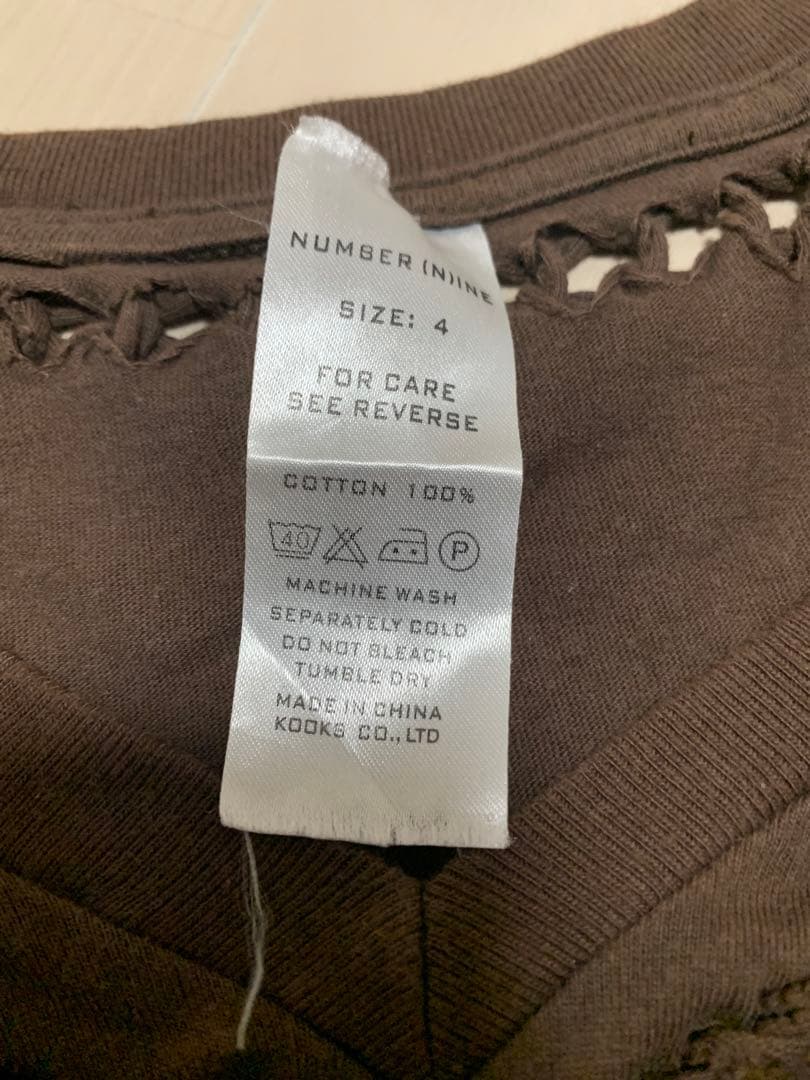 NUMBER (N)INE
SIZE: 4
FOR CARE
SEE REVERSE
COTTON 100%
40 P
MACHINE WASH
SEPARATELY COLD
DO NOT BLEACH
TUMBLE DRY
MADE IN CHINA
KOOKS CO., LTD